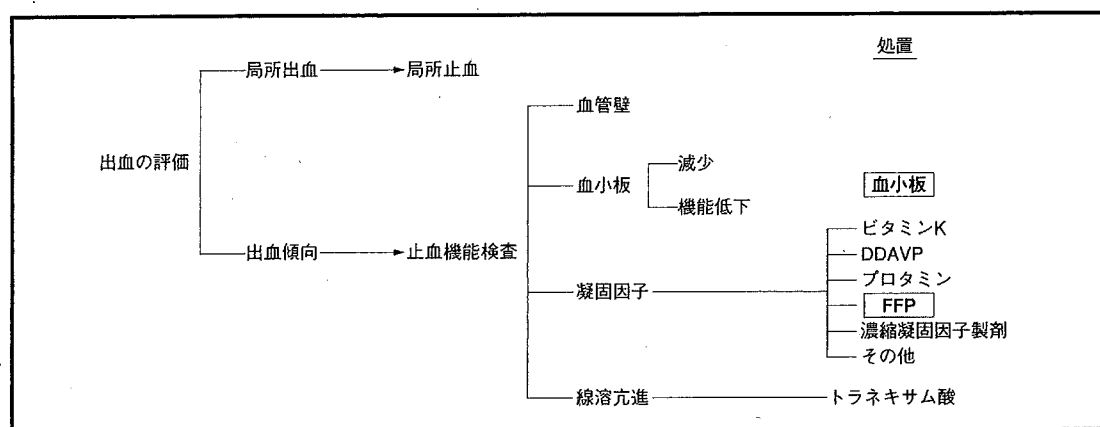 処置
局所出血
局所止血
血管壁
出血の評価
減少
血小板
血小板
機能低下
ビタミンK
出血傾向
止血機能検査
DDAVP
プロタミン
凝固因子
FFP
濃縮凝固因子製剤
その他
線溶亢進
トラネキサム酸